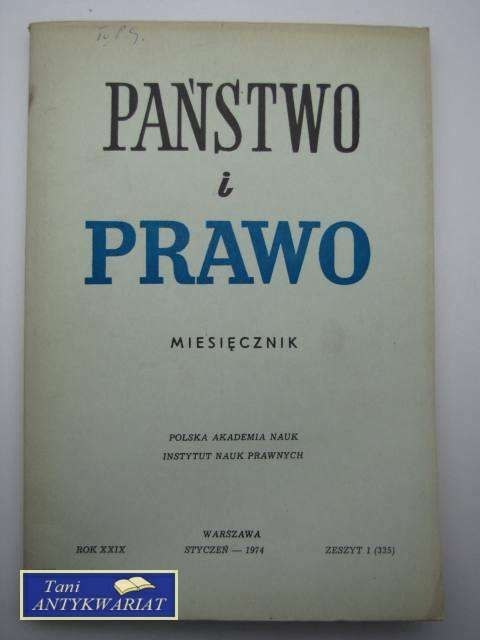 PAŃSTWO
i
PRAWO
MIESIĘCZNIK
POLSKA AKADEMIA NAUK
INSTYTUT NAUK PRAWNYCH
WARSZAWA
ROK XXIX STYCZEŃ — 1974 ZESZYT 1 (335)
Tani
ANTYKWARIAT